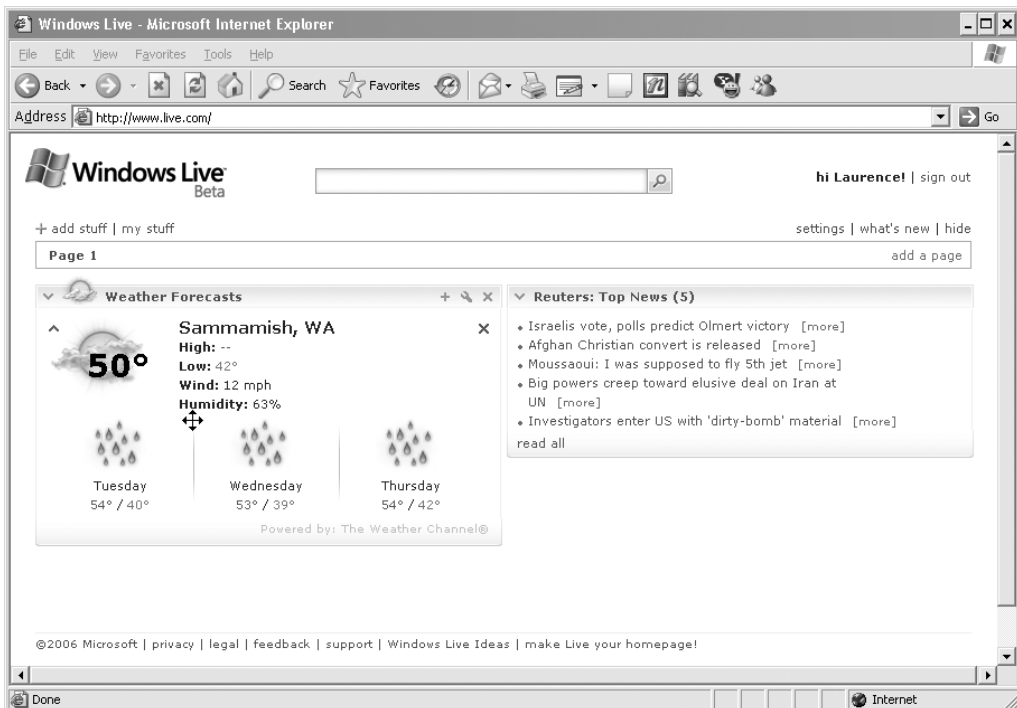 Windows Live - Microsoft Internet Explorer
File Edit View Favorites Tools Help
Back Search Favorites
Address http://www.live.com/ Go
Windows Live
Beta
hi Laurence! | sign out
+ add stuff | my stuff
settings | what's new | hide
Page 1
add a page
Weather Forecasts
50°
Sammamish, WA
High: --
Low: 42°
Wind: 12 mph
Humidity: 63%
Tuesday Wednesday Thursday
54° / 40° 53° / 39° 54° / 42°
Powered by: The Weather Channel®
Reuters: Top News (5)
• Israelis vote, polls predict Olmert victory [more]
• Afghan Christian convert is released [more]
• Moussaoui: I was supposed to fly 5th jet [more]
• Big powers creep toward elusive deal on Iran at
UN [more]
• Investigators enter US with 'dirty-bomb' material [more]
read all
©2006 Microsoft | privacy | legal | feedback | support | Windows Live Ideas | make Live your homepage!
Done Internet